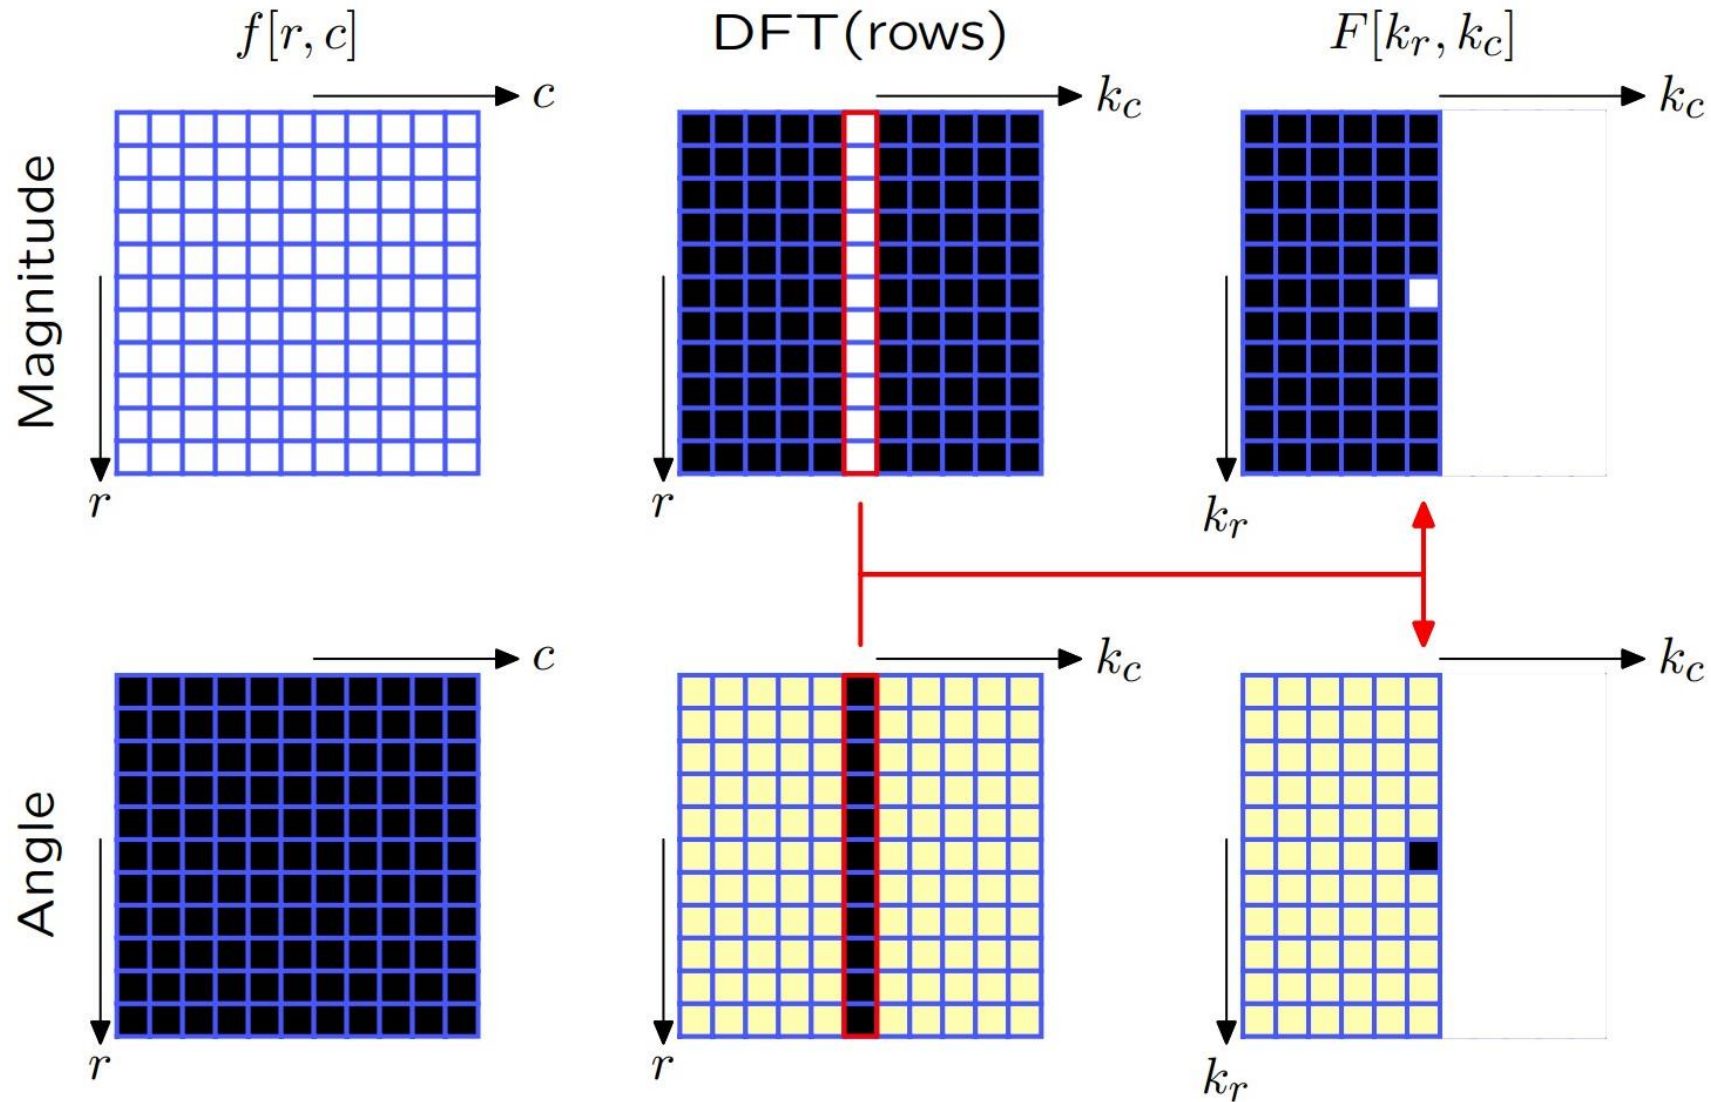 f[r, c] DFT(rows) F[k_r, k_c]
c k_c k_c
Magnitude
r r k_r
c k_c k_c
Angle
r r k_r